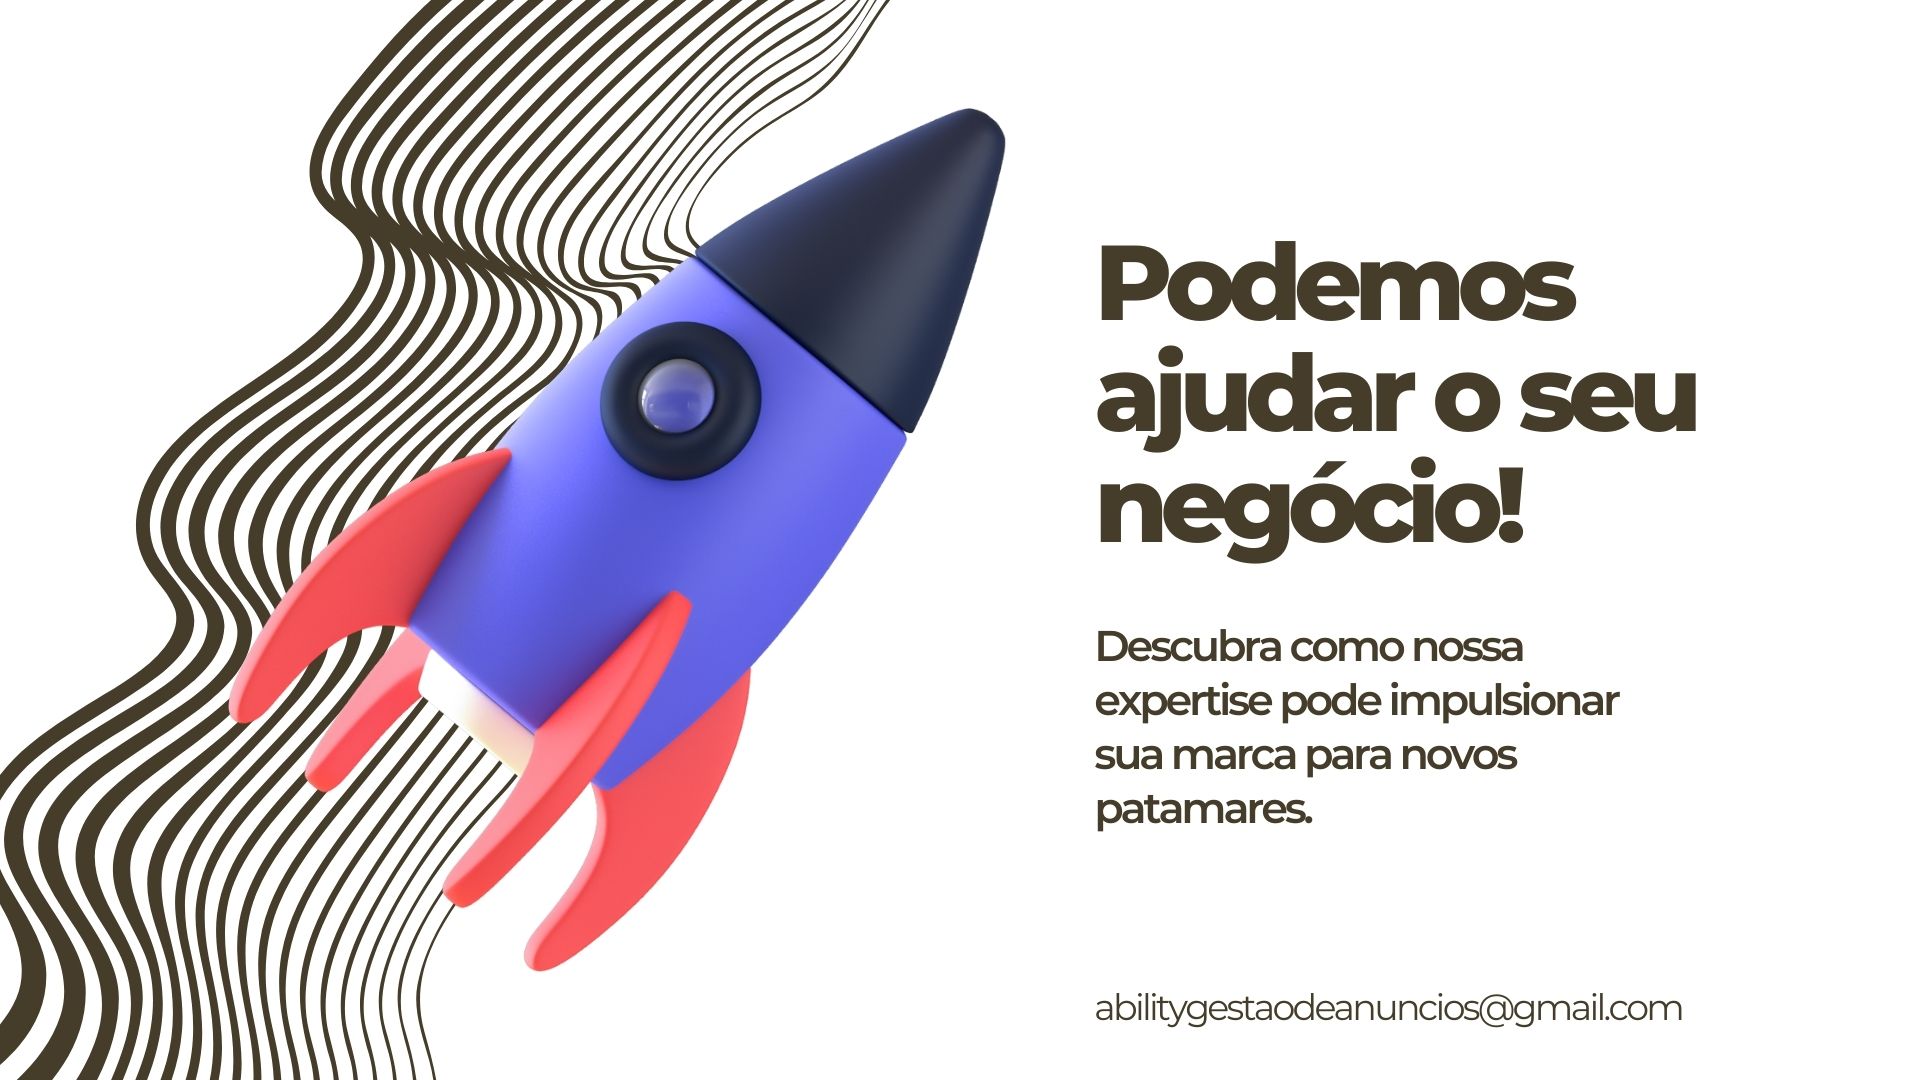 Podemos
ajudar o seu
negócio!
Descubra como nossa
expertise pode impulsionar
sua marca para novos
patamares.
abilitygestaodeanuncios@gmail.com